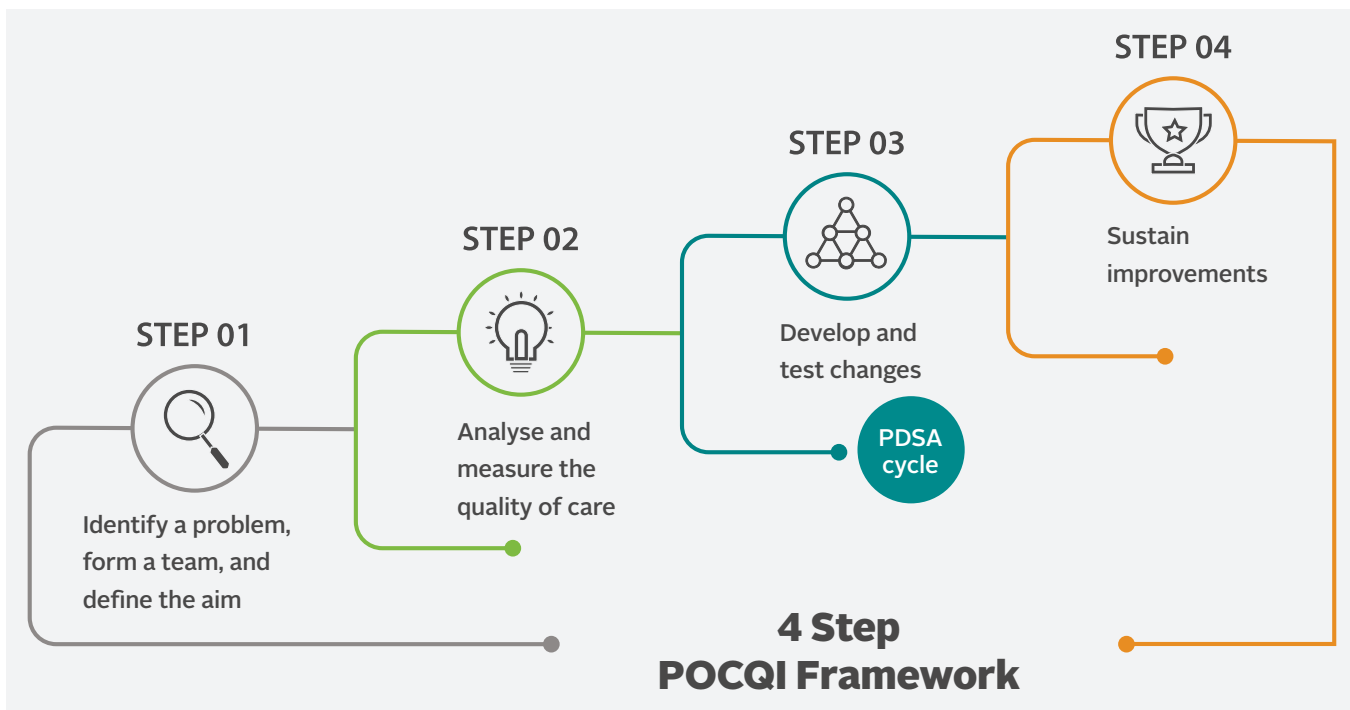 STEP 01
Identify a problem,
form a team, and
define the aim
STEP 02
Analyse and
measure the
quality of care
STEP 03
Develop and
test changes
PDSA
cycle
STEP 04
Sustain
improvements
4 Step
POCQI Framework